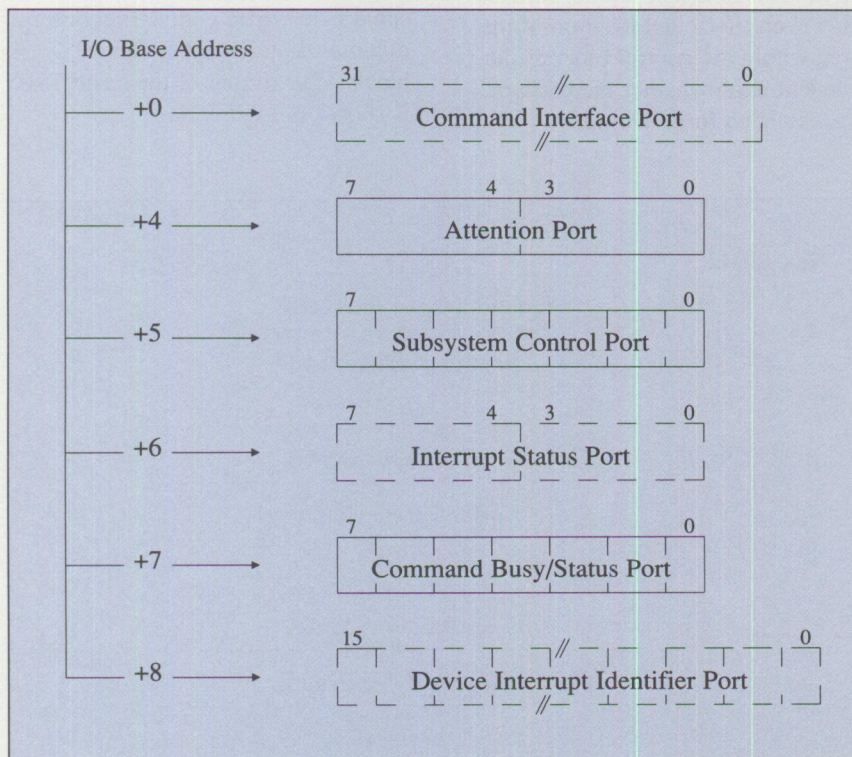 I/O Base Address
31 0
+0 Command Interface Port
7 4 3 0
+4 Attention Port
7 0
+5 Subsystem Control Port
7 4 3 0
+6 Interrupt Status Port
7 0
+7 Command Busy/Status Port
15 0
+8 Device Interrupt Identifier Port